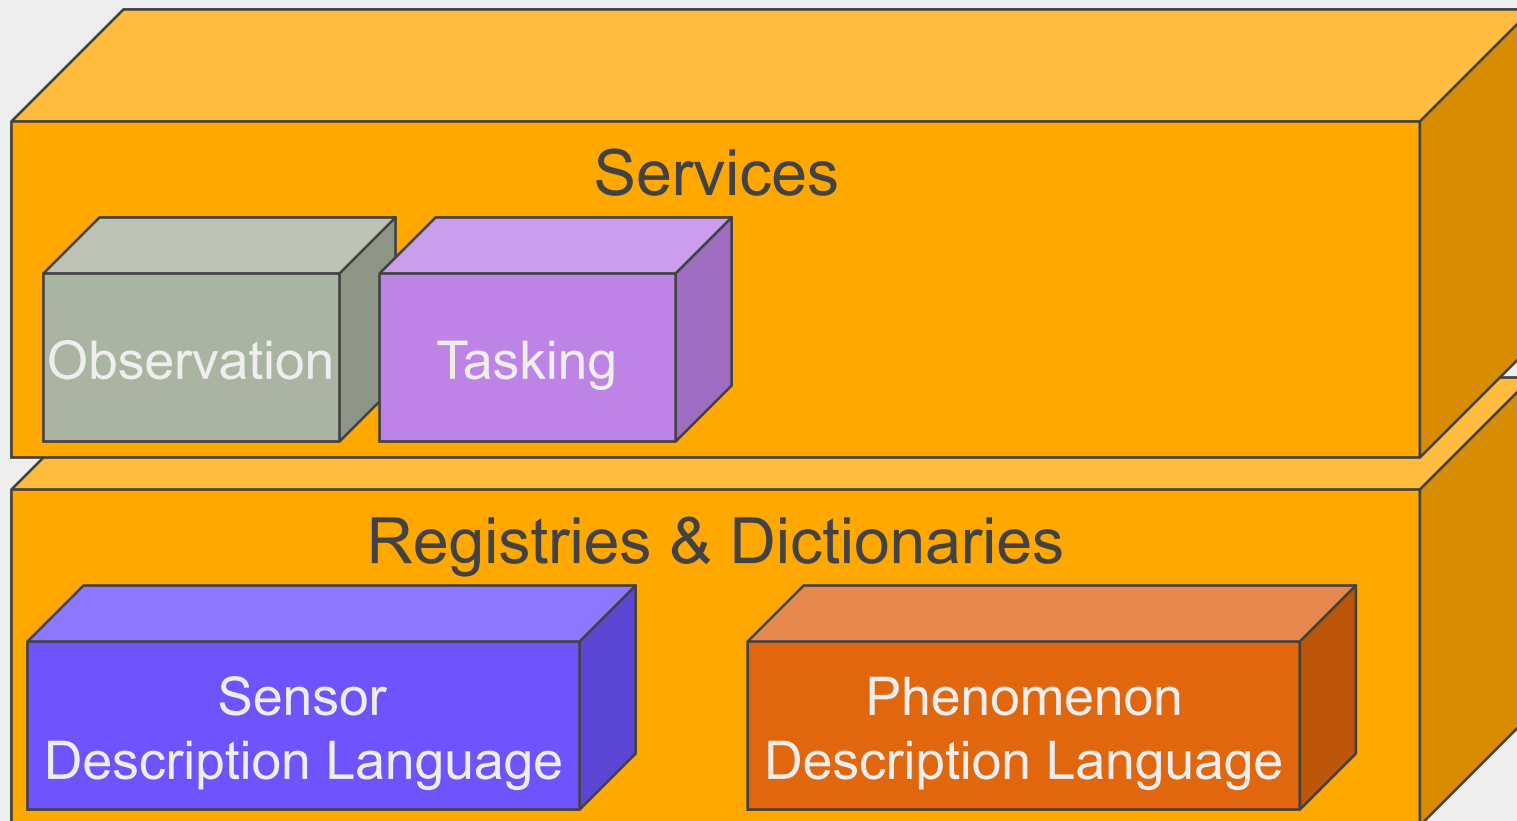 Services
Observation
Tasking
Registries & Dictionaries
Sensor
Description Language
Phenomenon
Description Language